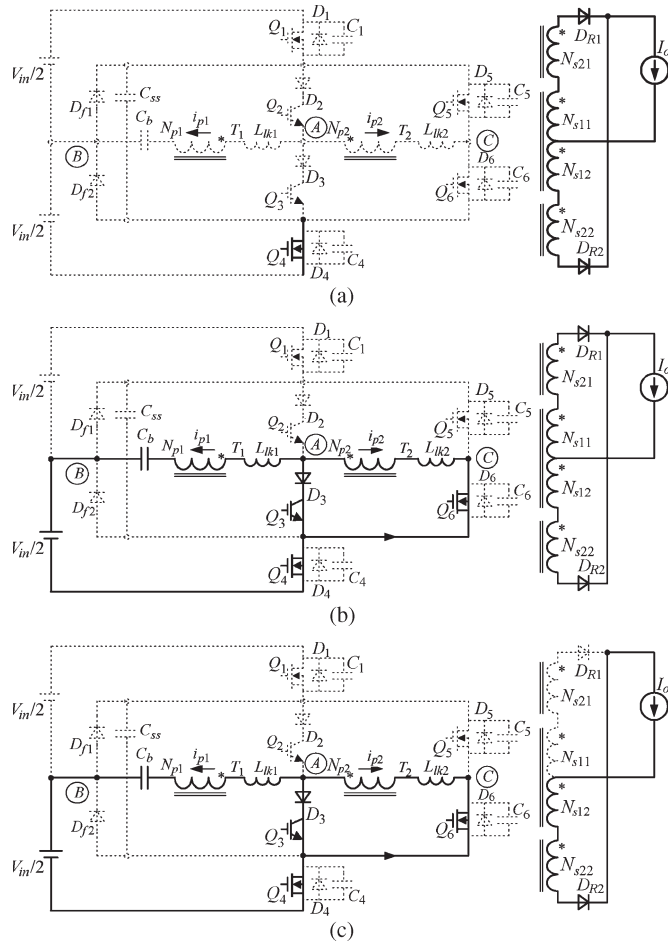 D1
Q1
C1
DR1
Io
Vin/2
Ns21
Df1
Css
D5
Q5
C5
Cb
Np1
ip1
T1
Llk1
Q2
D2
A
Np2
ip2
T2
Llk2
C
Ns11
B
Df2
D3
Q3
D6
Q6
C6
Ns12
Vin/2
Q4
D4
C4
Ns22
DR2
(a)
D1
Q1
C1
DR1
Io
Vin/2
Ns21
Df1
Css
D5
Q5
C5
Cb
Np1
ip1
T1
Llk1
Q2
D2
A
Np2
ip2
T2
Llk2
C
Ns11
B
Df2
D3
Q3
D6
Q6
C6
Ns12
Vin/2
Q4
D4
C4
Ns22
DR2
(b)
D1
Q1
C1
DR1
Io
Vin/2
Ns21
Df1
Css
D5
Q5
C5
Cb
Np1
ip1
T1
Llk1
Q2
D2
A
Np2
ip2
T2
Llk2
C
Ns11
B
Df2
D3
Q3
D6
Q6
C6
Ns12
Vin/2
Q4
D4
C4
Ns22
DR2
(c)